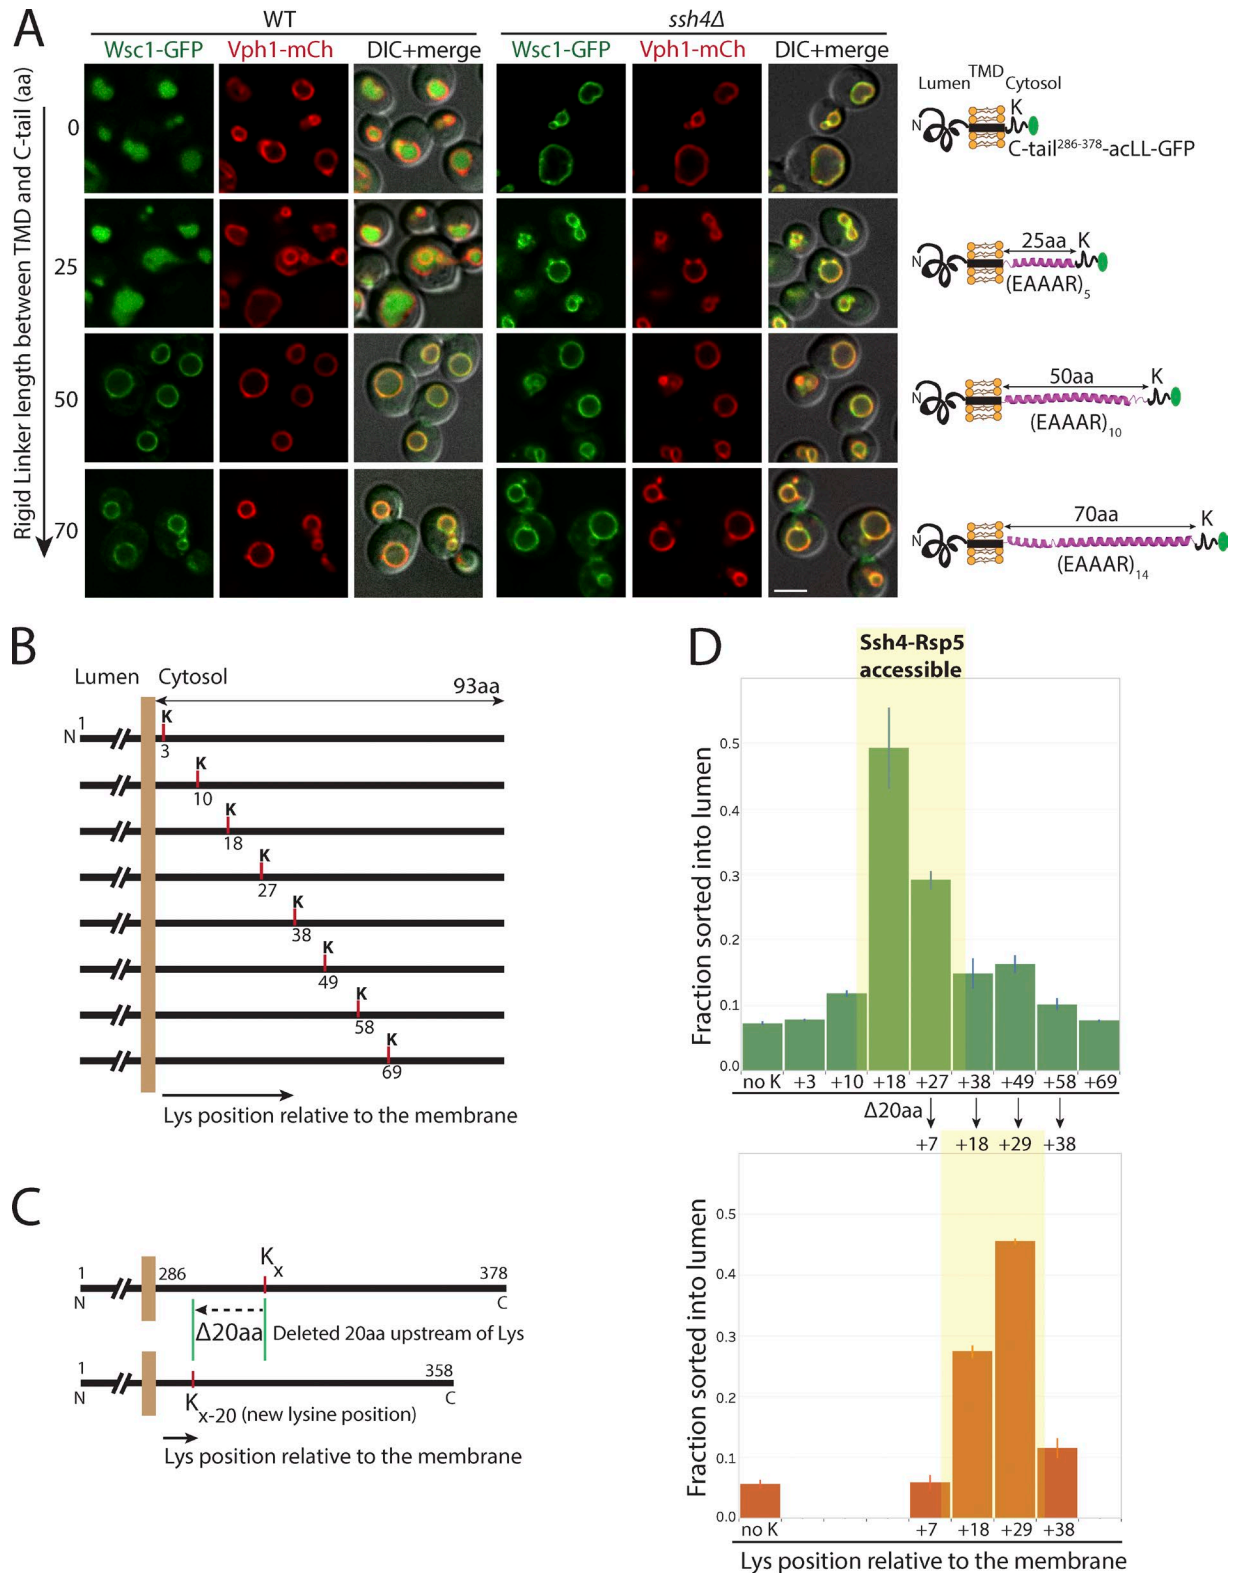 A
WT
ssh4Δ
Wsc1-GFP
Vph1-mCh
DIC+merge
Wsc1-GFP
Vph1-mCh
DIC+merge
Rigid Linker length between TMD and C-tail (aa)
0
25
50
70
Lumen TMD Cytosol
N
K
C-tail286-378-acLL-GFP
25aa
K
N
(EAAAR)5
50aa
K
N
(EAAAR)10
70aa
K
N
(EAAAR)14
B
Lumen Cytosol
93aa
N 1
K
3
K
10
K
18
K
27
K
38
K
49
K
58
K
69
Lys position relative to the membrane
C
1
N
286
Kx
378
C
Δ20aa
Deleted 20aa upstream of Lys
1
N
358
C
Kx-20 (new lysine position)
Lys position relative to the membrane
D
Ssh4-Rsp5
accessible
Fraction sorted into lumen
0.5
0.4
0.3
0.2
0.1
0.0
no K +3 +10 +18 +27 +38 +49 +58 +69
Δ20aa
+7 +18 +29 +38
Fraction sorted into lumen
0.5
0.4
0.3
0.2
0.1
0.0
no K +7 +18 +29 +38
Lys position relative to the membrane